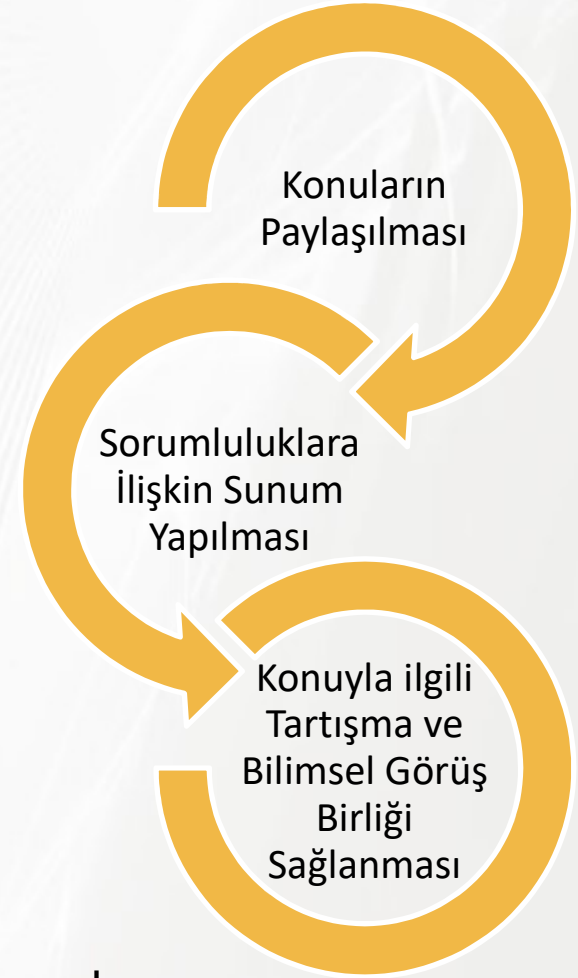 Konuların
Paylaşılması
Sorumluluklara
İlişkin Sunum
Yapılması
Konuyla ilgili
Tartışma ve
Bilimsel Görüş
Birliği
Sağlanması